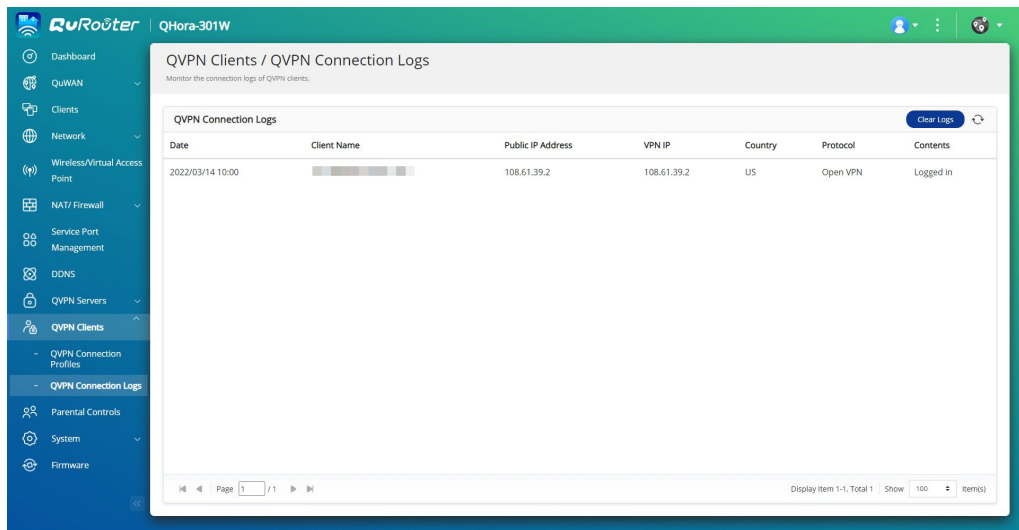 QuRouter QHora-301W
Dashboard
QuWAN
Clients
Network
Wireless/Virtual Access
Point
NAT/ Firewall
Service Port
Management
DDNS
QVPN Servers
QVPN Clients
- QVPN Connection
Profiles
- QVPN Connection Logs
Parental Controls
System
Firmware
QVPN Clients / QVPN Connection Logs
Monitor the connection logs of QVPN clients.
QVPN Connection Logs Clear Logs
Date Client Name Public IP Address VPN IP Country Protocol Contents
2022/03/14 10:00 108.61.39.2 108.61.39.2 US Open VPN Logged in
Page 1 / 1 Display item 1-1, Total 1 Show 100 item(s)